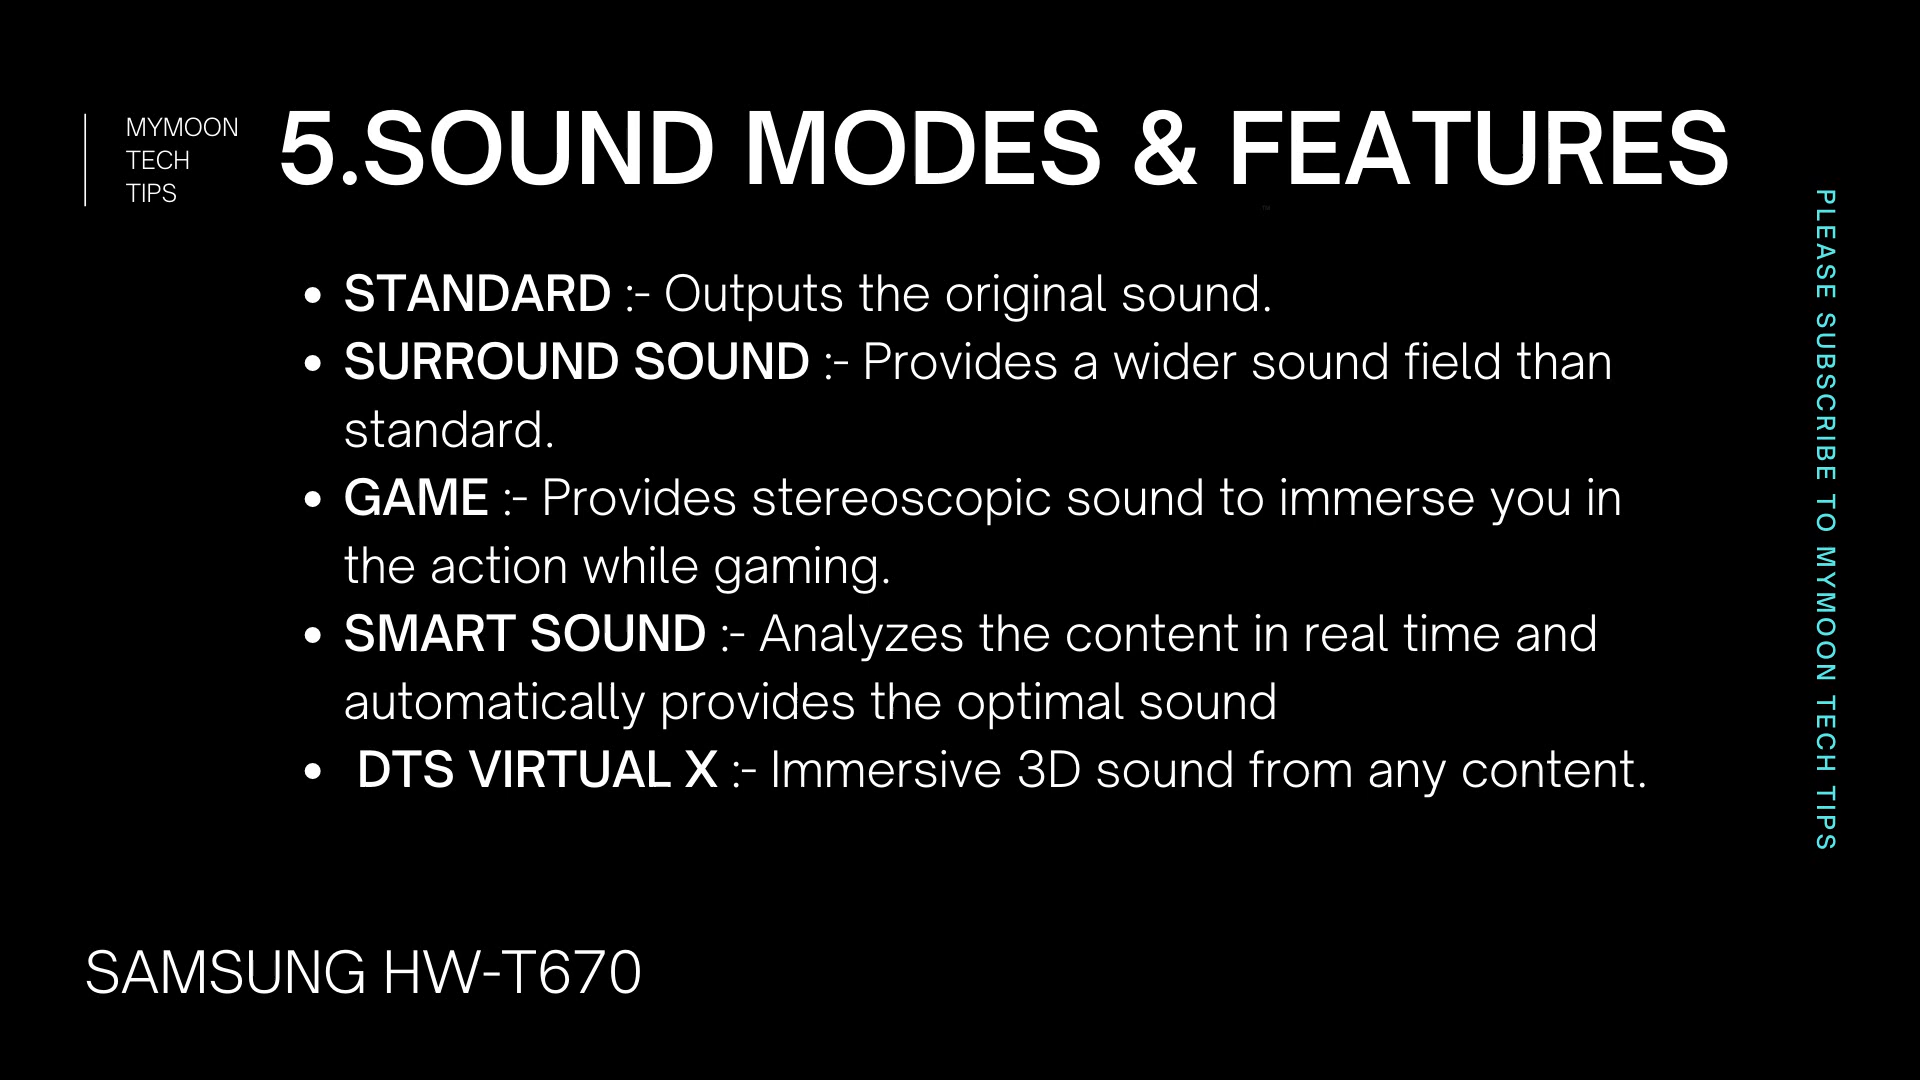 MYMOON
TECH
TIPS
5.SOUND MODES & FEATURES
™
• STANDARD :- Outputs the original sound.
• SURROUND SOUND :- Provides a wider sound field than
standard.
• GAME :- Provides stereoscopic sound to immerse you in
the action while gaming.
• SMART SOUND :- Analyzes the content in real time and
automatically provides the optimal sound
• DTS VIRTUAL X :- Immersive 3D sound from any content.
PLEASE SUBSCRIBE TO MYMOON TECH TIPS
SAMSUNG HW-T670